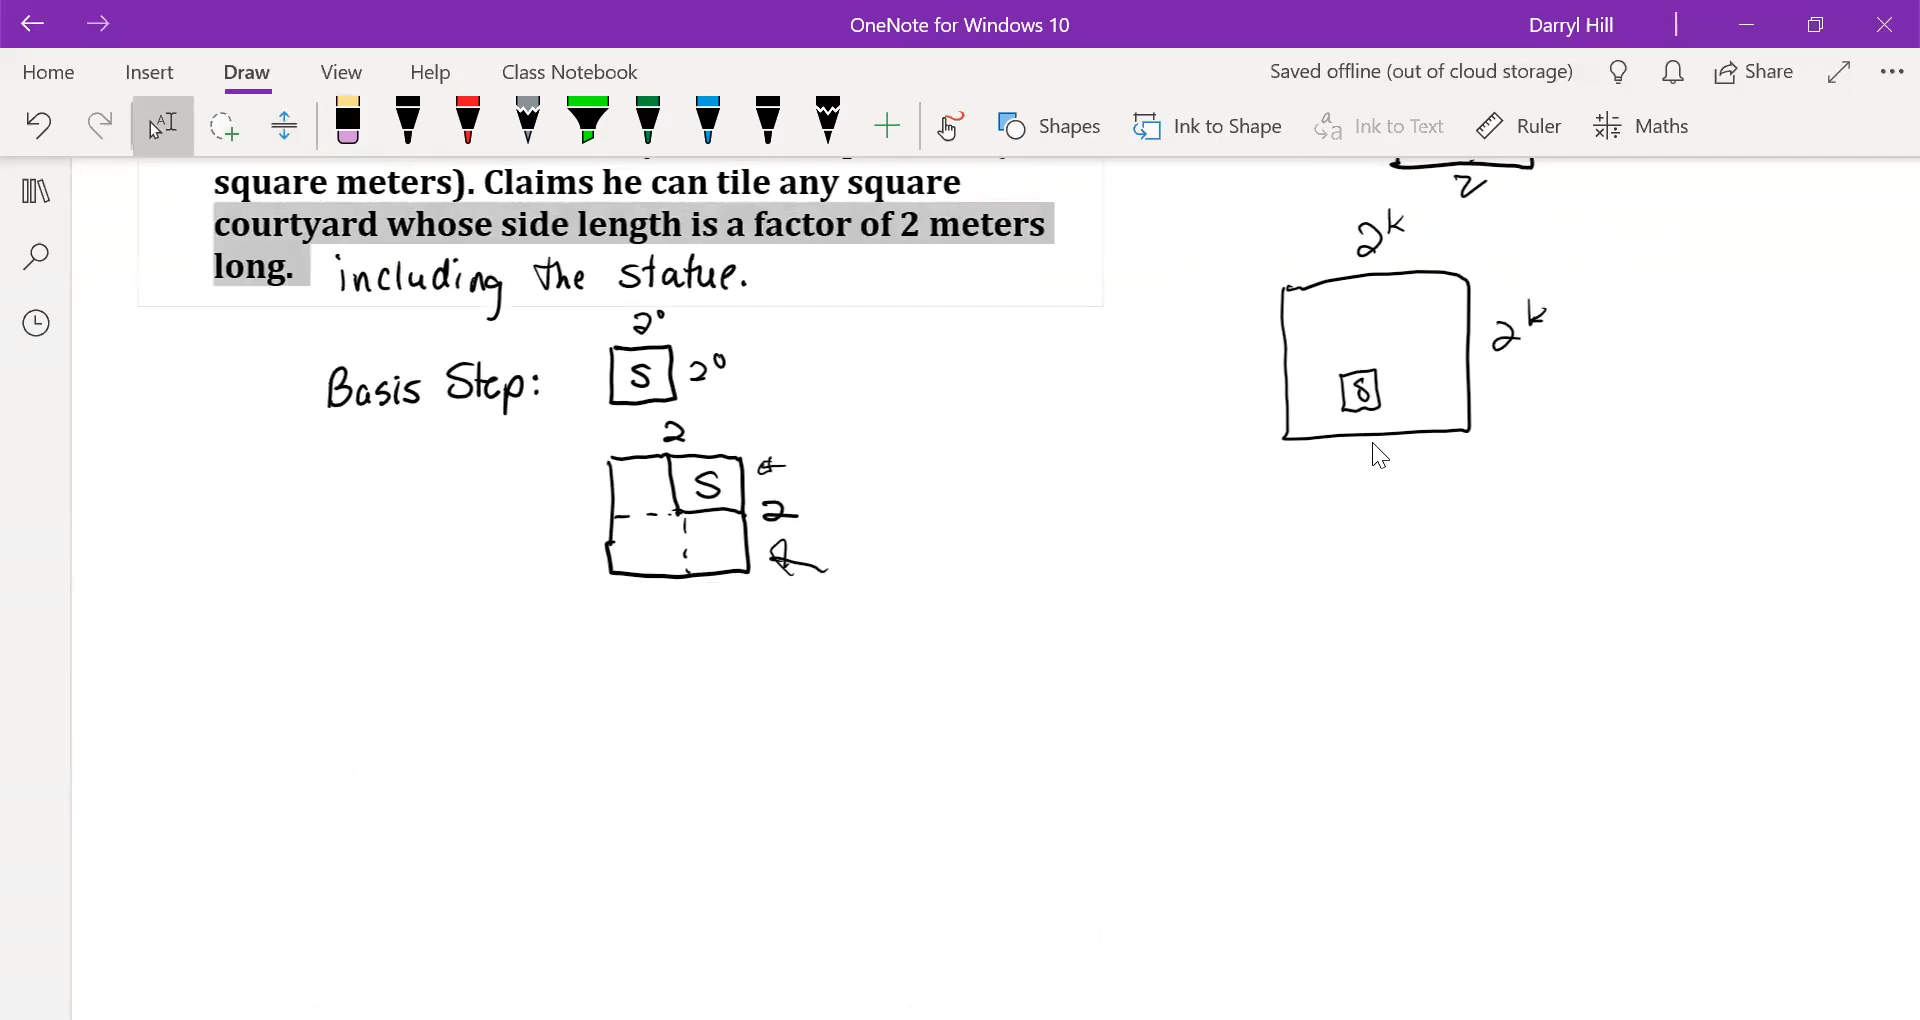 OneNote for Windows 10
Darryl Hill
Home Insert Draw View Help Class Notebook
Saved offline (out of cloud storage) Share
Shapes Ink to Shape Ink to Text Ruler Maths
square meters). Claims he can tile any square
courtyard whose side length is a factor of 2 meters
long. including the statue.
2
2^k
2^k
S
2^0
Basis Step: S 2^0
2
S
2